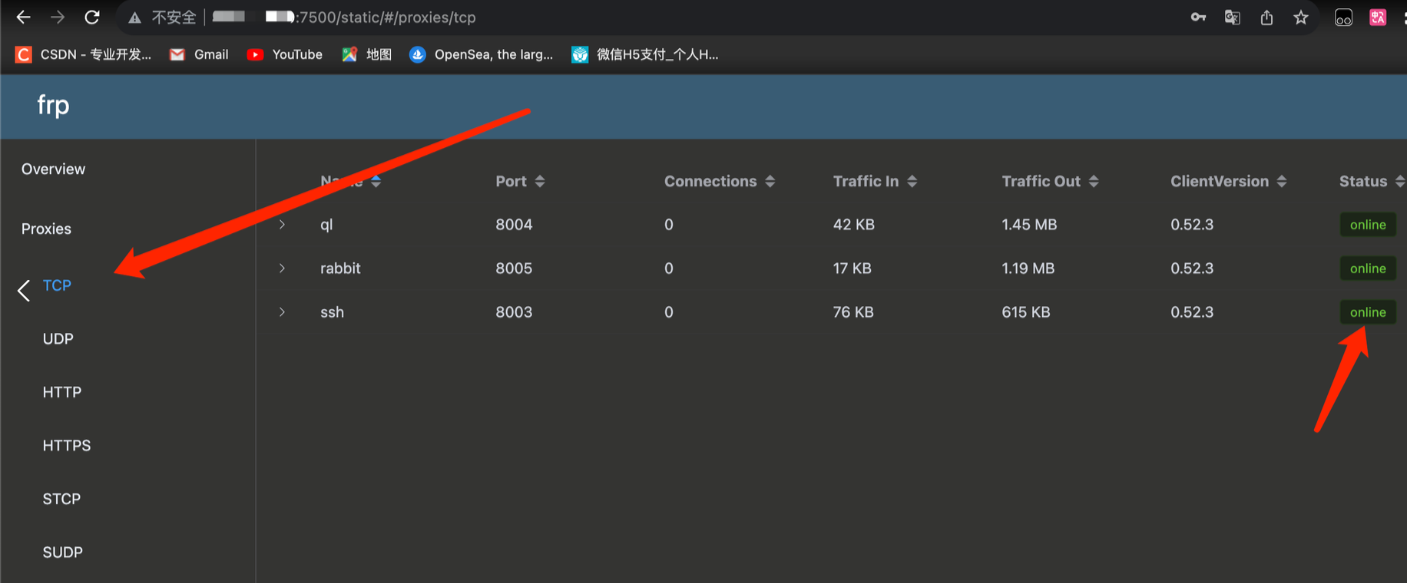 不安全 :7500/static/#/proxies/tcp
CSDN - 专业开发... Gmail YouTube 地图 OpenSea, the larg... 微信H5支付_个人H...
frp
Overview
Proxies
TCP
UDP
HTTP
HTTPS
STCP
SUDP
Name Port Connections Traffic In Traffic Out ClientVersion Status
ql 8004 0 42 KB 1.45 MB 0.52.3 online
rabbit 8005 0 17 KB 1.19 MB 0.52.3 online
ssh 8003 0 76 KB 615 KB 0.52.3 online